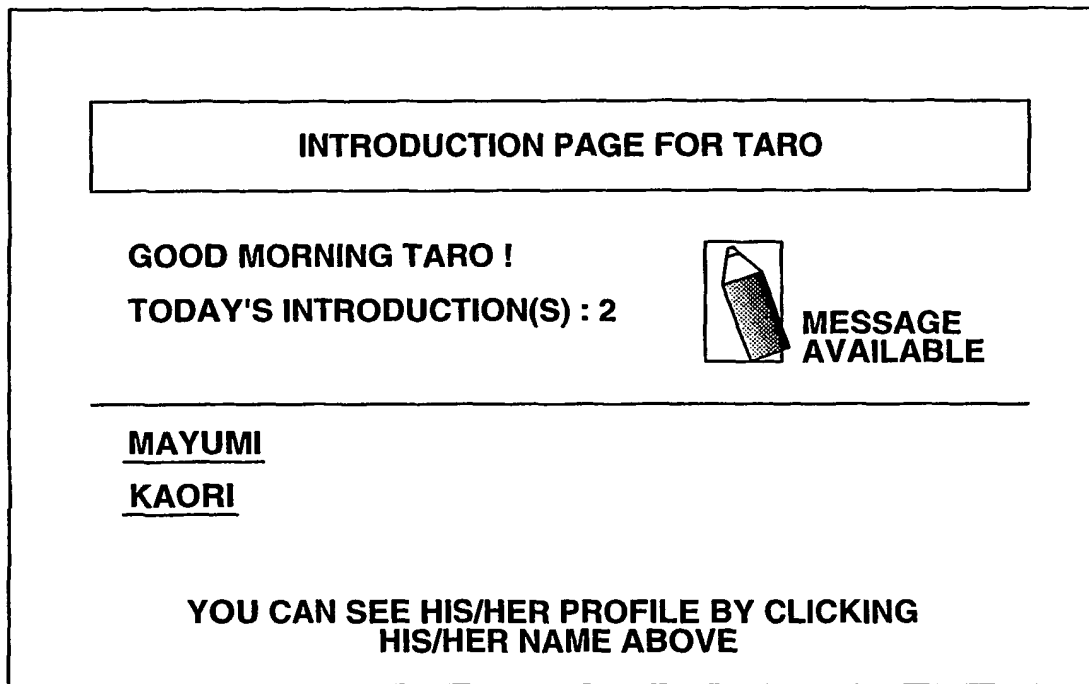 INTRODUCTION PAGE FOR TARO
GOOD MORNING TARO !
TODAY'S INTRODUCTION(S) : 2
MESSAGE
AVAILABLE
MAYUMI
KAORI
YOU CAN SEE HIS/HER PROFILE BY CLICKING
HIS/HER NAME ABOVE